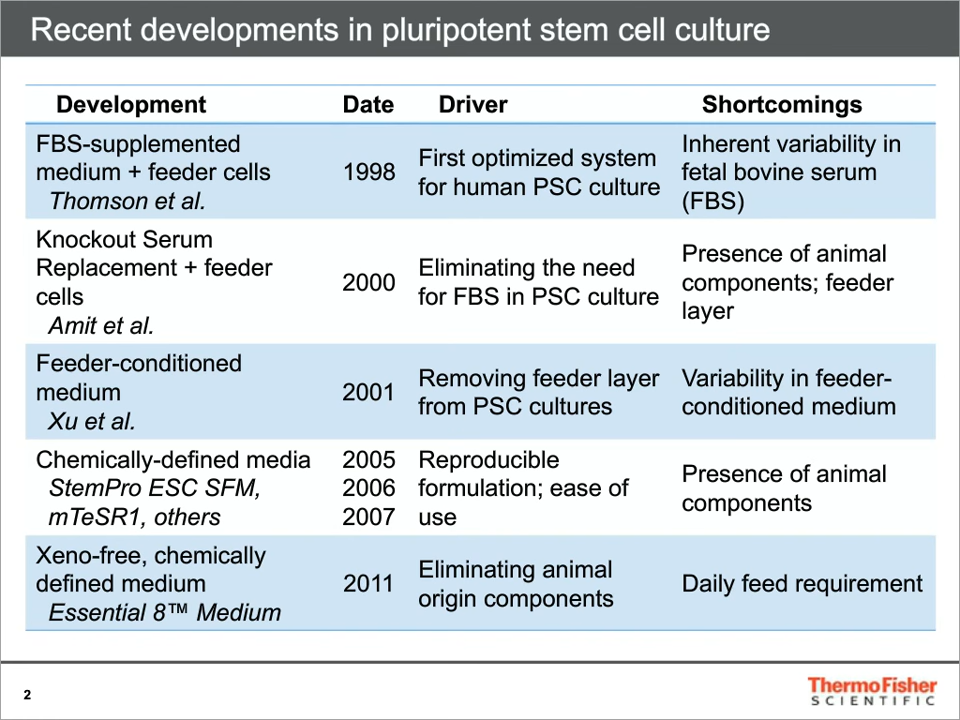 Recent developments in pluripotent stem cell culture
Development Date Driver Shortcomings
FBS-supplemented
medium + feeder cells
Thomson et al.
1998
First optimized system
for human PSC culture
Inherent variability in
fetal bovine serum
(FBS)
Knockout Serum
Replacement + feeder
cells
Amit et al.
2000
Eliminating the need
for FBS in PSC culture
Presence of animal
components; feeder
layer
Feeder-conditioned
medium
Xu et al.
2001
Removing feeder layer
from PSC cultures
Variability in feeder-
conditioned medium
Chemically-defined media
StemPro ESC SFM,
mTeSR1, others
2005
2006
2007
Reproducible
formulation; ease of
use
Presence of animal
components
Xeno-free, chemically
defined medium
Essential 8™ Medium
2011
Eliminating animal
origin components
Daily feed requirement
2
ThermoFisher
SCIENTIFIC